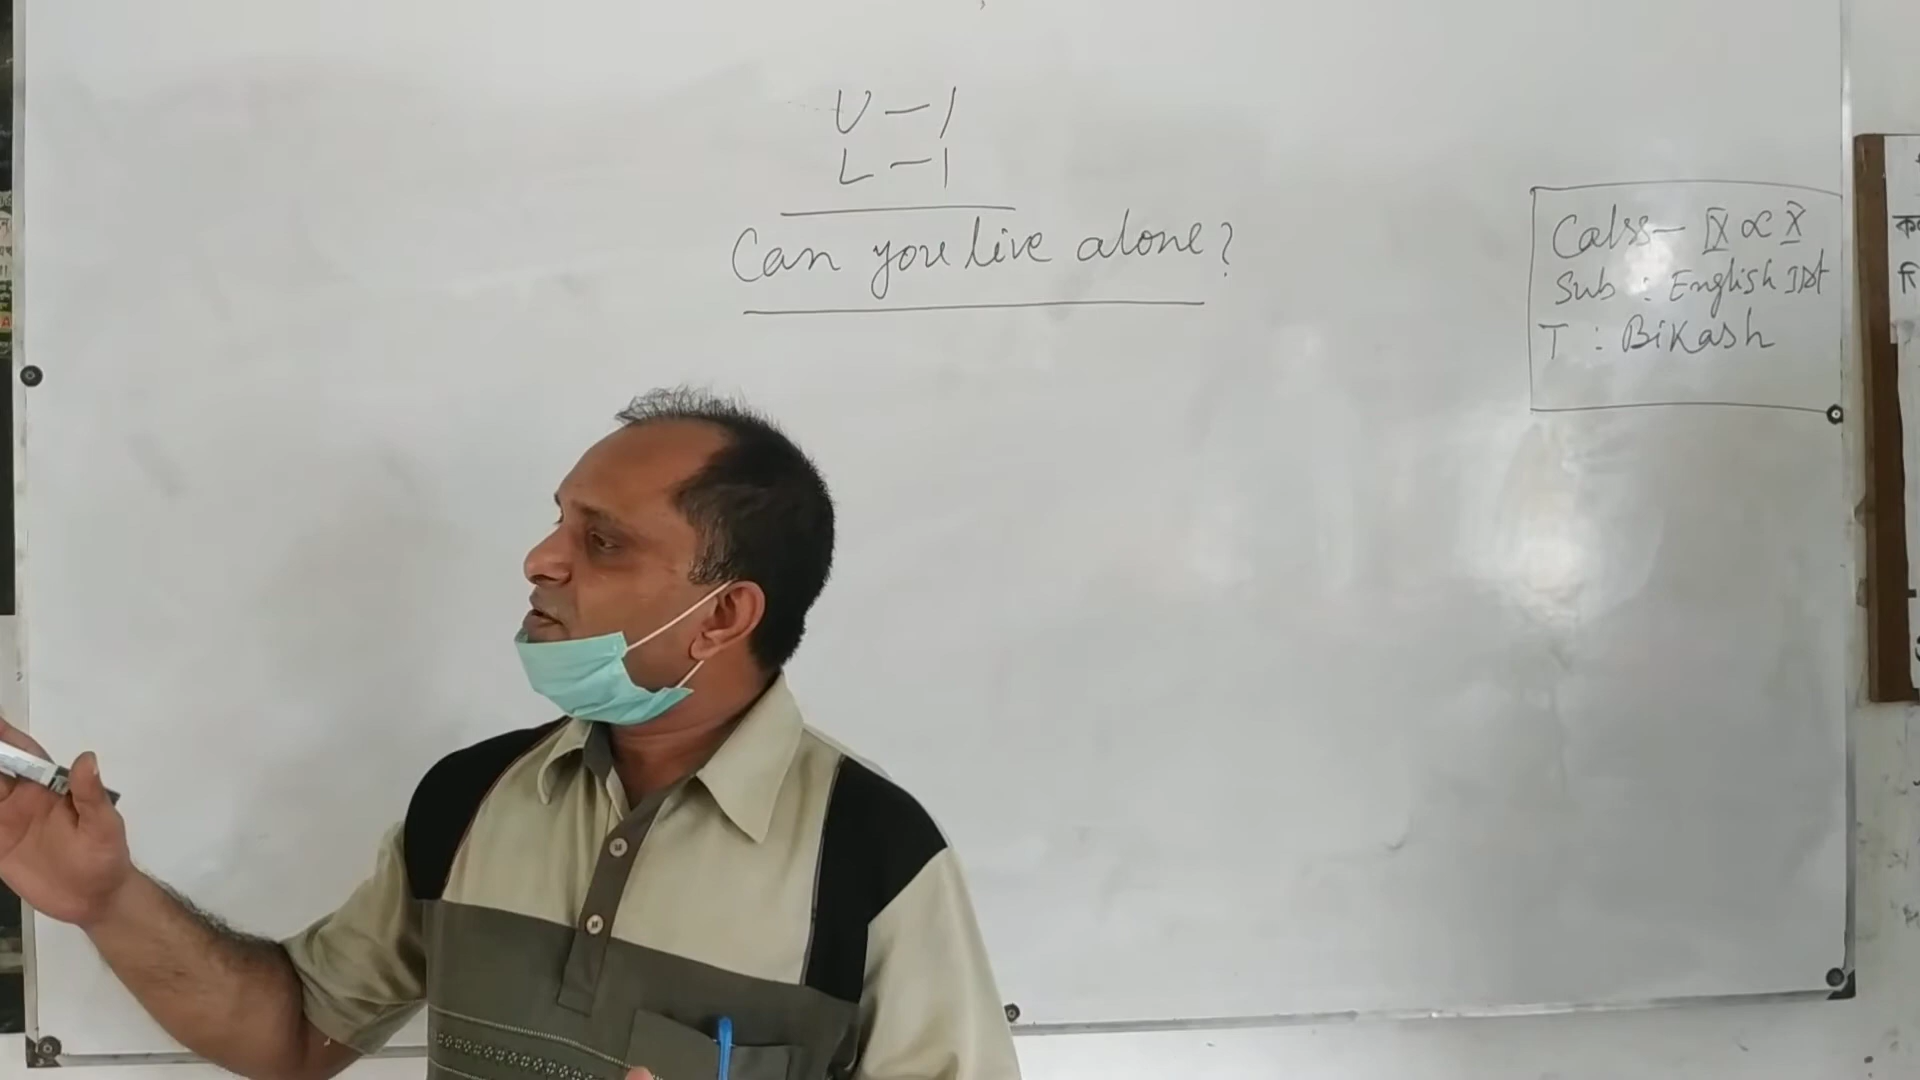 U - 1
L - 1
Can you live alone?
Calss - IX & X
Sub : English 1st
T : Bikash